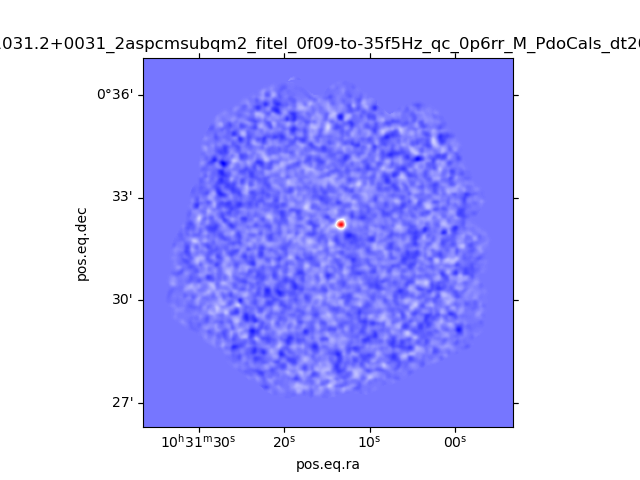 1031.2+0031_2aspcmsubqm2_fitel_0f09-to-35f5Hz_qc_0p6rr_M_PdoCals_dt20
0°36'
33'
30'
27'
pos.eq.dec
10ʰ31ᵐ30ˢ 20ˢ 10ˢ 00ˢ
pos.eq.ra